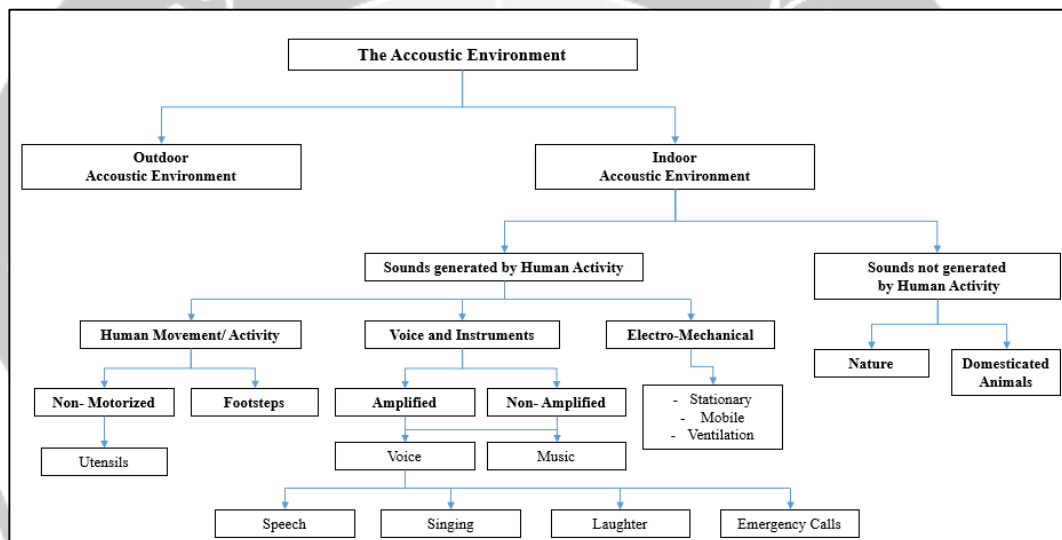 The Accoustic Environment
Outdoor
Accoustic Environment
Indoor
Accoustic Environment
Sounds generated by Human Activity
Sounds not generated
by Human Activity
Human Movement/ Activity
Voice and Instruments
Electro-Mechanical
Nature
Domesticated
Animals
Non- Motorized
Footsteps
Amplified
Non- Amplified
- Stationary
- Mobile
- Ventilation
Utensils
Voice
Music
Speech
Singing
Laughter
Emergency Calls